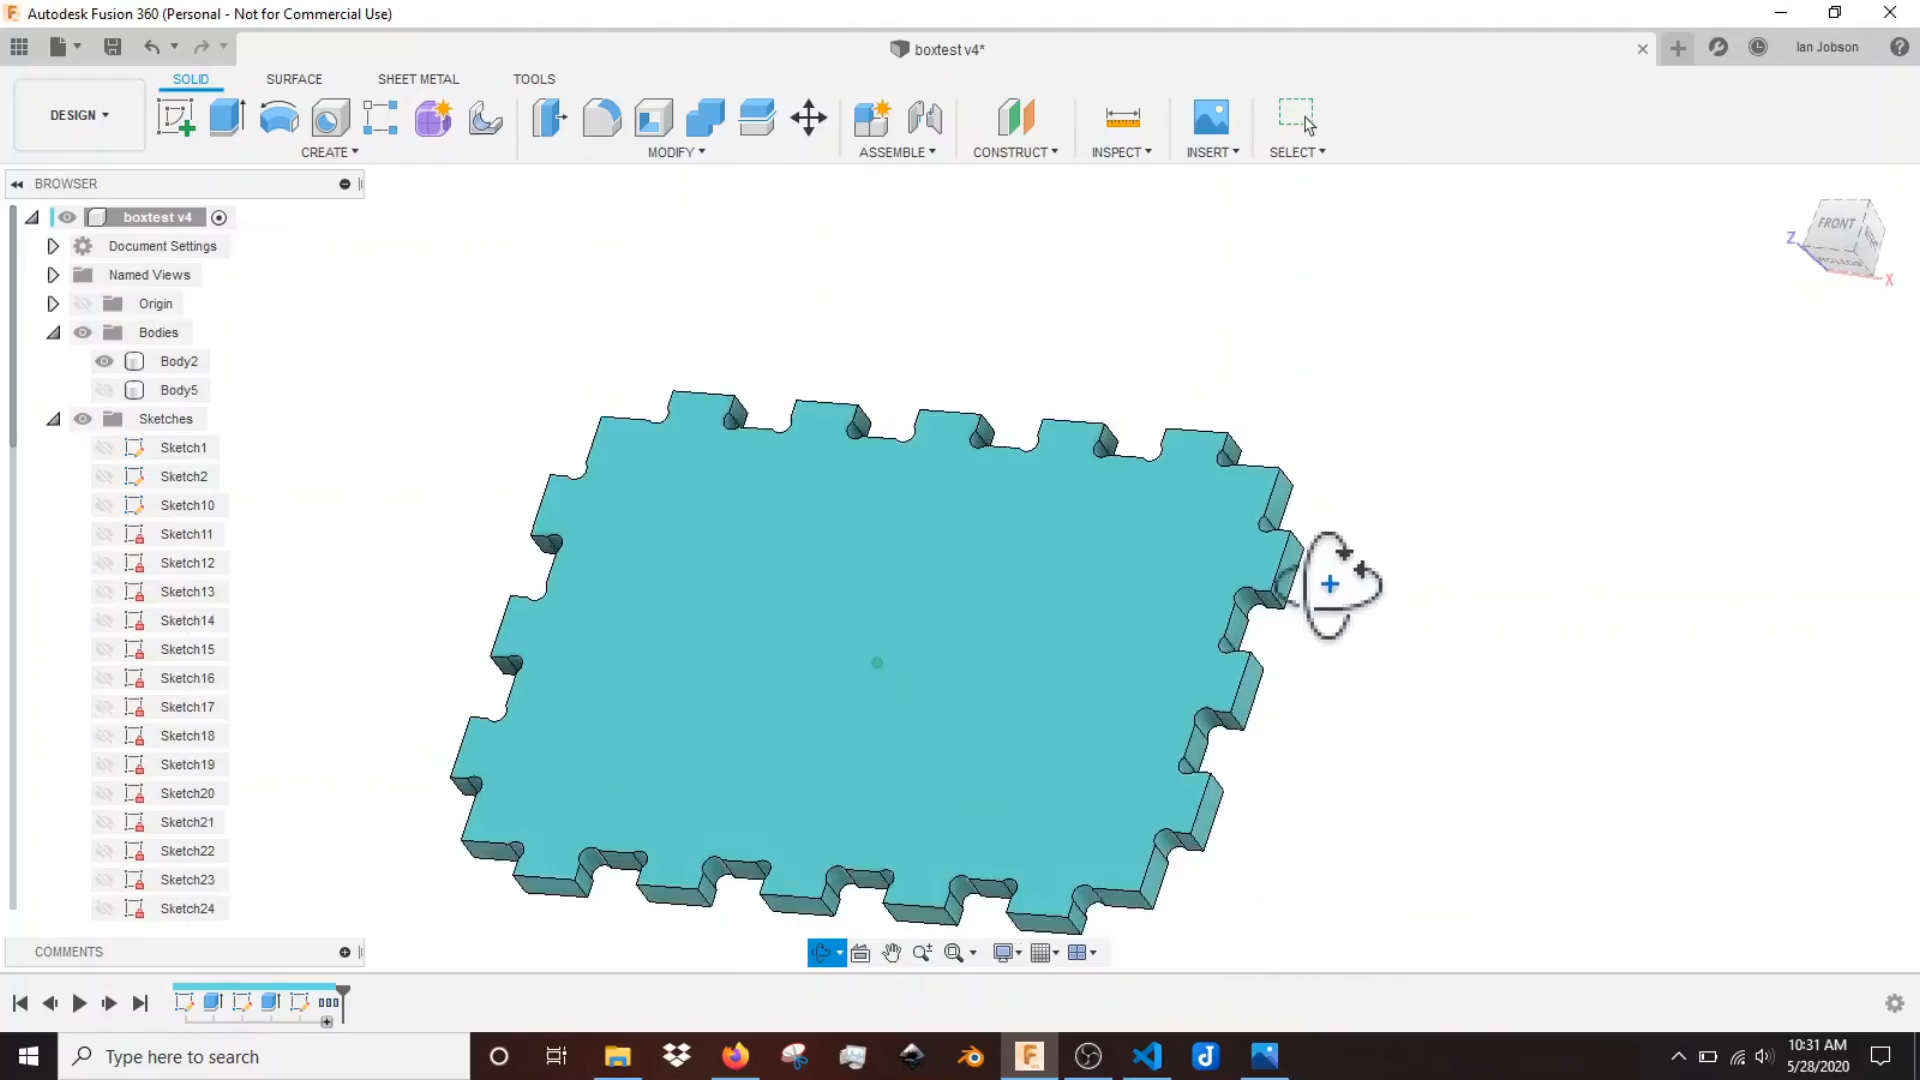 Autodesk Fusion 360 (Personal - Not for Commercial Use)
boxtest v4*
Ian Jobson
DESIGN
SOLID
SURFACE
SHEET METAL
TOOLS
CREATE
MODIFY
ASSEMBLE
CONSTRUCT
INSPECT
INSERT
SELECT
BROWSER
boxtest v4
Document Settings
Named Views
Origin
Bodies
Body2
Body5
Sketches
Sketch1
Sketch2
Sketch10
Sketch11
Sketch12
Sketch13
Sketch14
Sketch15
Sketch16
Sketch17
Sketch18
Sketch19
Sketch20
Sketch21
Sketch22
Sketch23
Sketch24
FRONT
BOTTOM
Z
X
COMMENTS
Type here to search
10:31 AM
5/28/2020